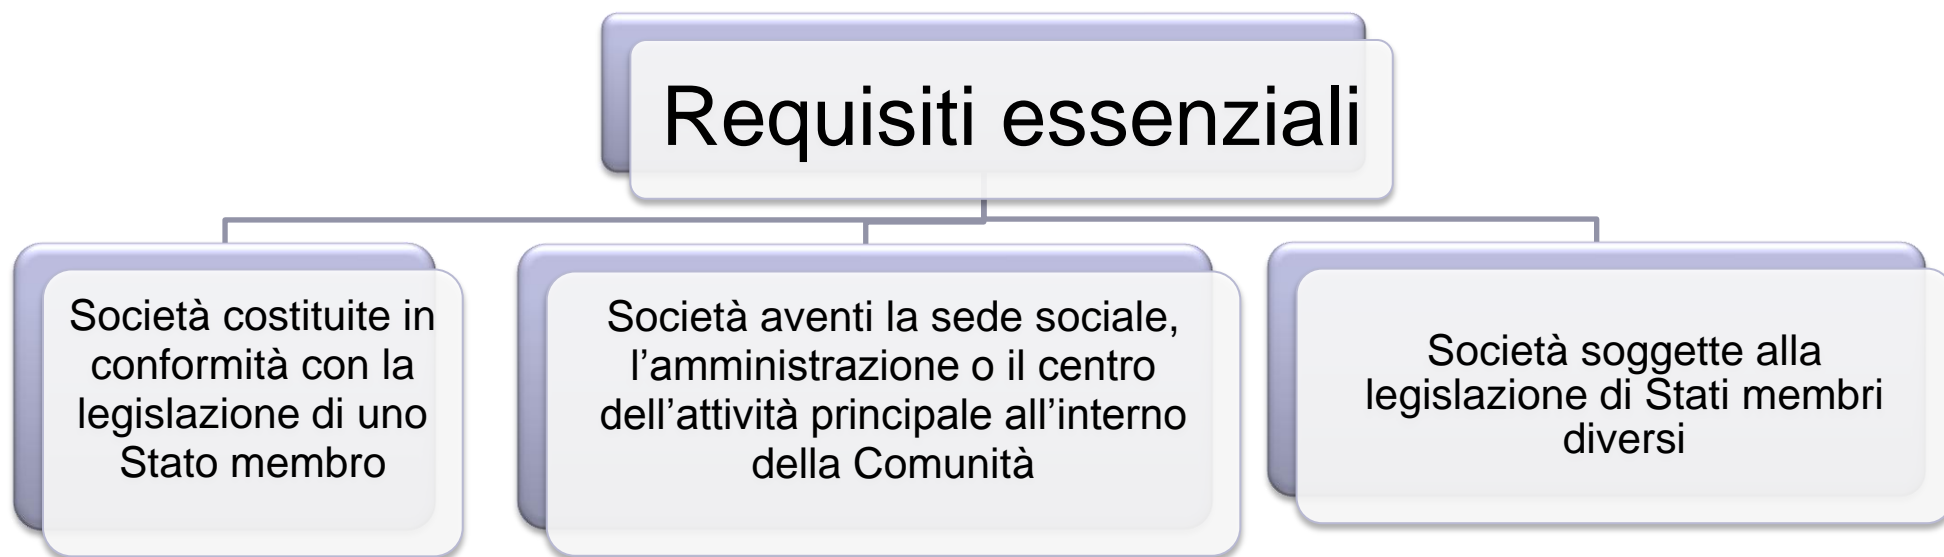 Requisiti essenziali
Società costituite in
conformità con la
legislazione di uno
Stato membro
Società aventi la sede sociale,
l’amministrazione o il centro
dell’attività principale all’interno
della Comunità
Società soggette alla
legislazione di Stati membri
diversi